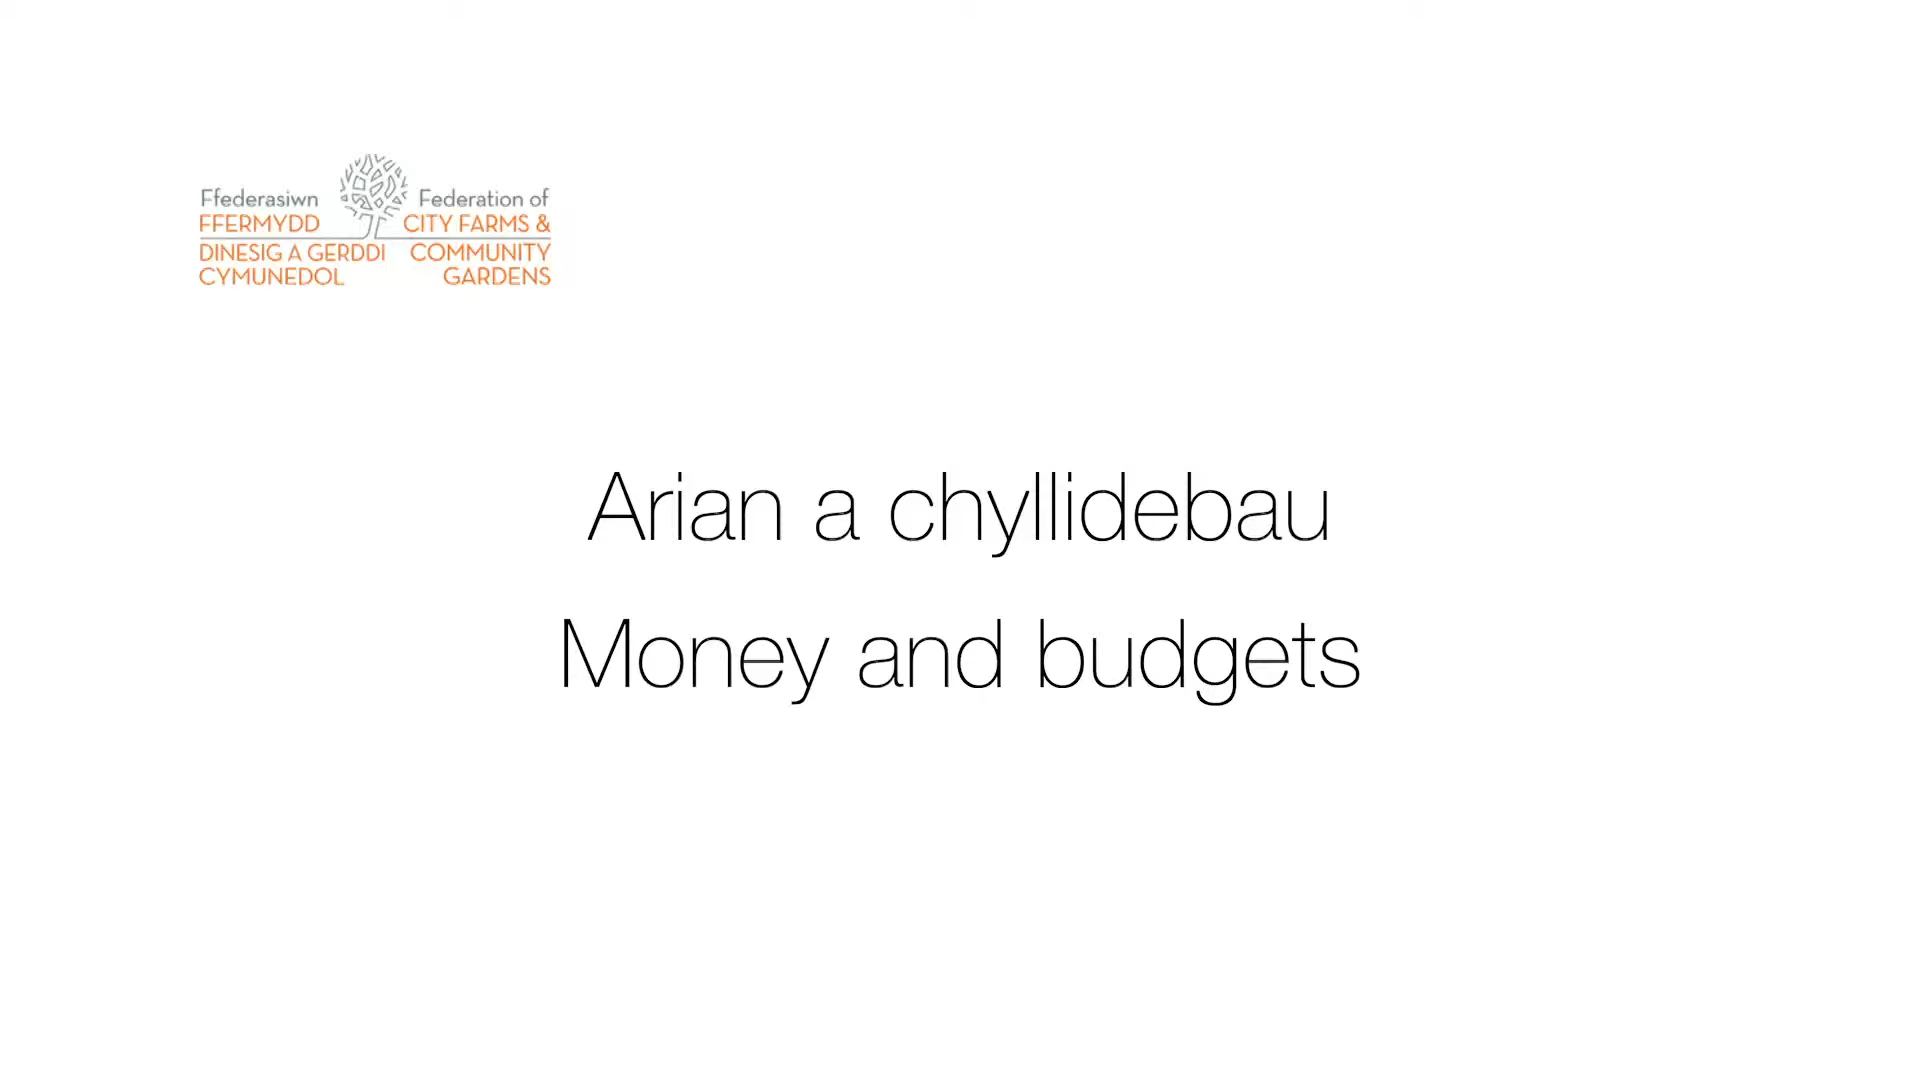 Ffederasiwn
FFERMYDD
DINESIG A GERDDI
CYMUNEDOL
Federation of
CITY FARMS &
COMMUNITY
GARDENS
Arian a chyllidebau
Money and budgets